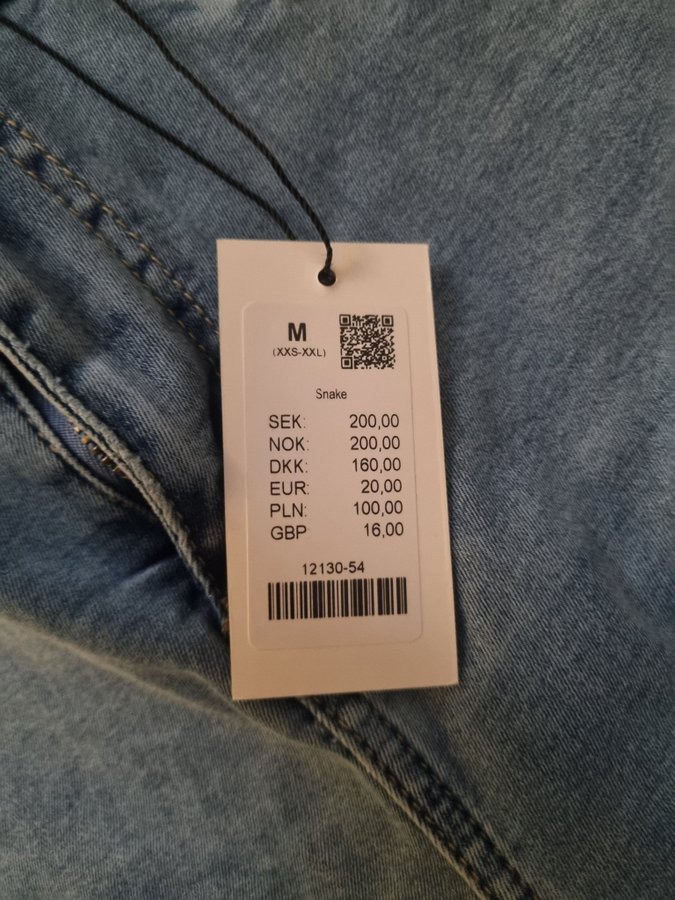 M
(XXS-XXL)
Snake
SEK: 200,00
NOK: 200,00
DKK: 160,00
EUR: 20,00
PLN: 100,00
GBP: 16,00
12130-54